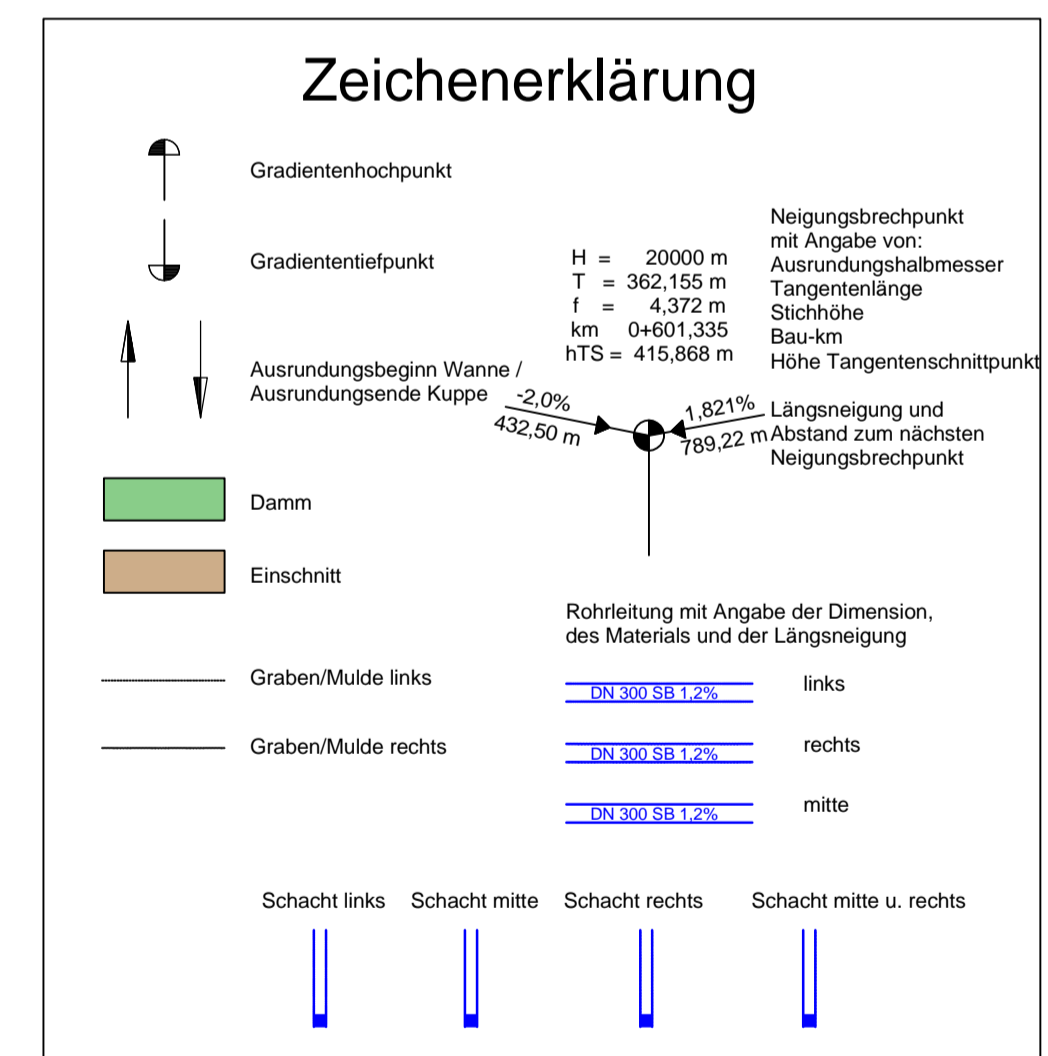 Zeichenerklärung
Gradientenhochpunkt
Gradiententiefpunkt
Ausrundungsbeginn Wanne /
Ausrundungsende Kuppe
Damm
Einschnitt
Graben/Mulde links
Graben/Mulde rechts
H = 20000 m
T = 362,155 m
f = 4,372 m
km 0+601,335
hTS = 415,868 m
Neigungsbrechpunkt
mit Angabe von:
Ausrundungshalbmesser
Tangentenlänge
Stichhöhe
Bau-km
Höhe Tangentenschnittpunkt
-2,0%
432,50 m
1,821%
789,22 m
Längsneigung und
Abstand zum nächsten
Neigungsbrechpunkt
Rohrleitung mit Angabe der Dimension,
des Materials und der Längsneigung
DN 300 SB 1,2% links
DN 300 SB 1,2% rechts
DN 300 SB 1,2% mitte
Schacht links Schacht mitte Schacht rechts Schacht mitte u. rechts